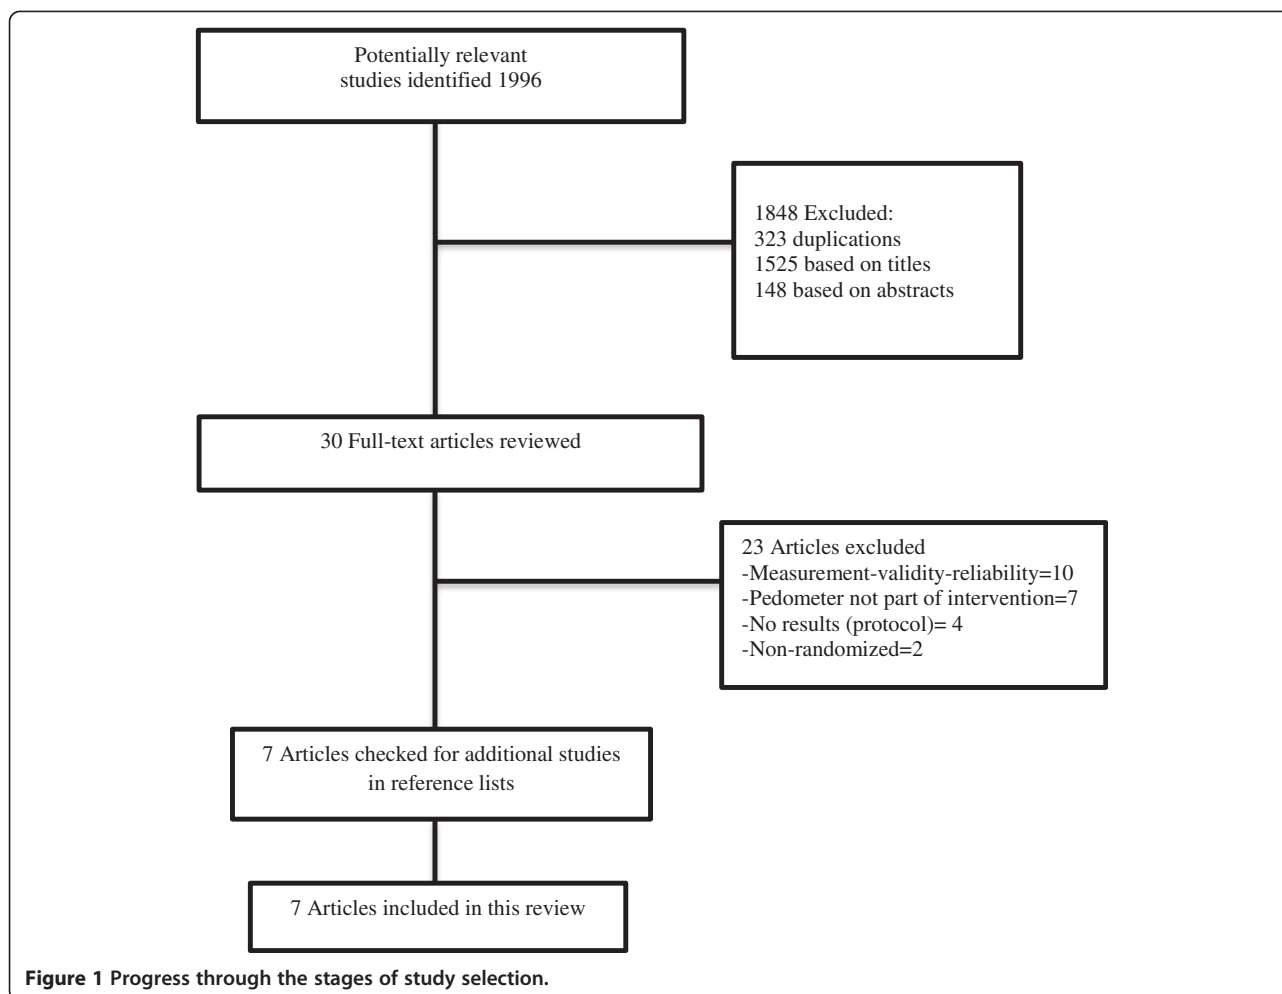 Potentially relevant
studies identified 1996
1848 Excluded:
323 duplications
1525 based on titles
148 based on abstracts
30 Full-text articles reviewed
23 Articles excluded
-Measurement-validity-reliability=10
-Pedometer not part of intervention=7
-No results (protocol)= 4
-Non-randomized=2
7 Articles checked for additional studies
in reference lists
7 Articles included in this review
Figure 1 Progress through the stages of study selection.